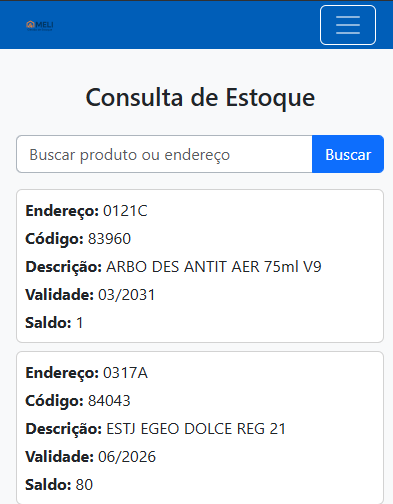 MELI
Consulta de Estoque
Buscar produto ou endereço
Buscar
Endereço: 0121C
Código: 83960
Descrição: ARBO DES ANTIT AER 75ml V9
Validade: 03/2031
Saldo: 1
Endereço: 0317A
Código: 84043
Descrição: ESTJ EGEO DOLCE REG 21
Validade: 06/2026
Saldo: 80